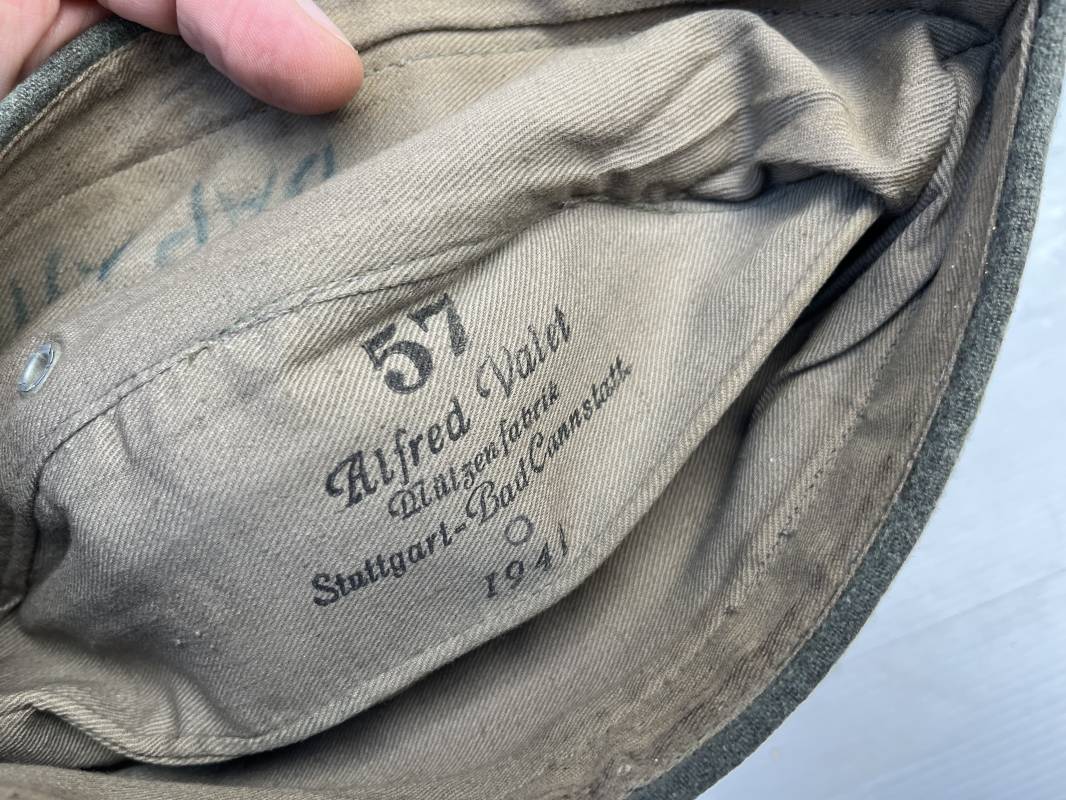 57
Alfred Valet
Mützenfabrik
Stuttgart-Bad Cannstatt.
1941